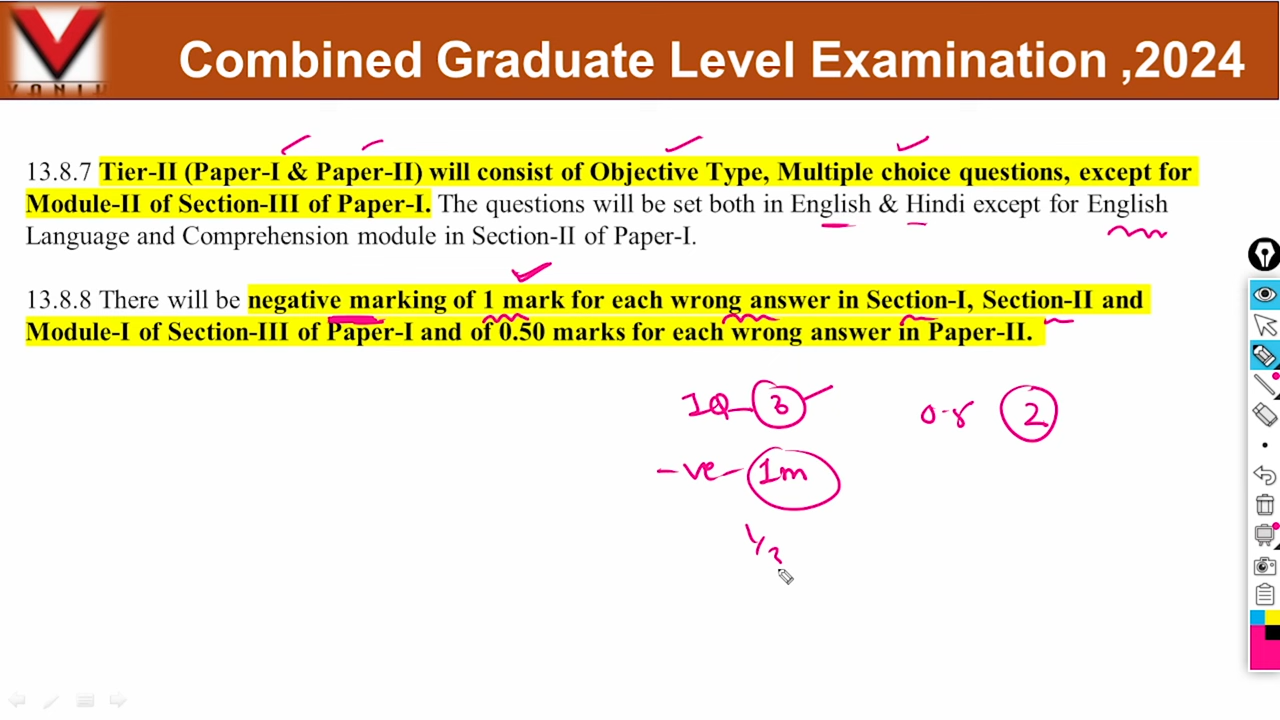 Combined Graduate Level Examination ,2024
VANIJ
13.8.7 Tier-II (Paper-I & Paper-II) will consist of Objective Type, Multiple choice questions, except for
Module-II of Section-III of Paper-I. The questions will be set both in English & Hindi except for English
Language and Comprehension module in Section-II of Paper-I.
13.8.8 There will be negative marking of 1 mark for each wrong answer in Section-I, Section-II and
Module-I of Section-III of Paper-I and of 0.50 marks for each wrong answer in Paper-II.
1Q - 3
2
-ve - 1m